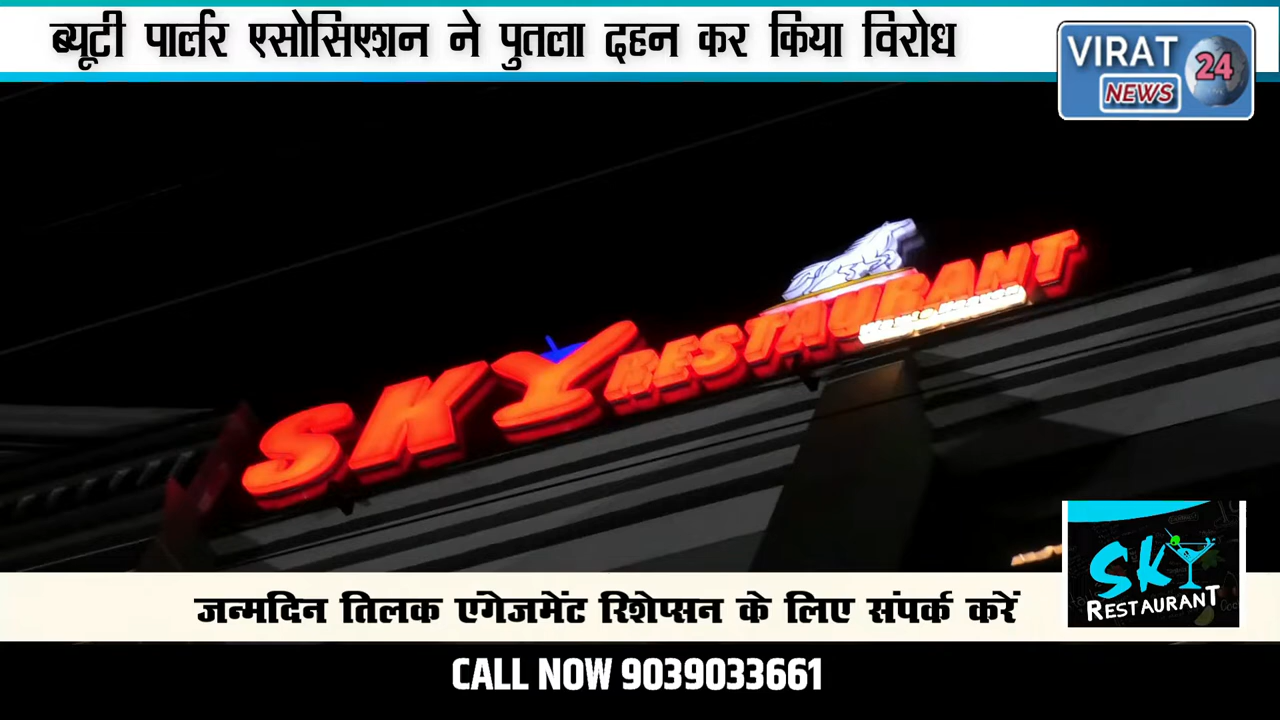 ब्यूटी पार्लर एसोसिएशन ने पुतला दहन कर किया विरोध
VIRAT
24
NEWS
SKY RESTAURANT
SKY
RESTAURANT
जन्मदिन तिलक एंगेजमेंट रिशेप्सन के लिए संपर्क करें
CALL NOW 9039033661